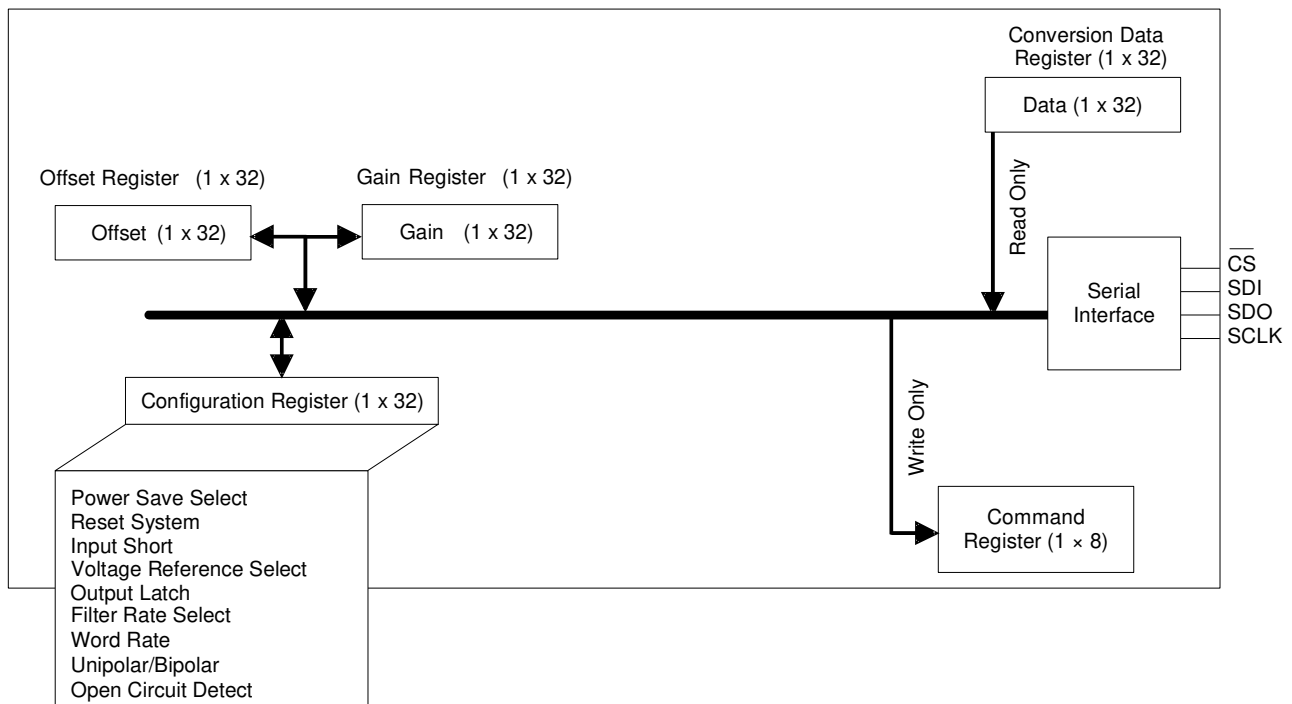 Conversion Data
Register (1 x 32)
Data (1 x 32)
Offset Register (1 x 32)
Gain Register (1 x 32)
Offset (1 x 32)
Gain (1 x 32)
Read Only
Serial
Interface
CS
SDI
SDO
SCLK
Configuration Register (1 x 32)
Write Only
Command
Register (1 × 8)
Power Save Select
Reset System
Input Short
Voltage Reference Select
Output Latch
Filter Rate Select
Word Rate
Unipolar/Bipolar
Open Circuit Detect